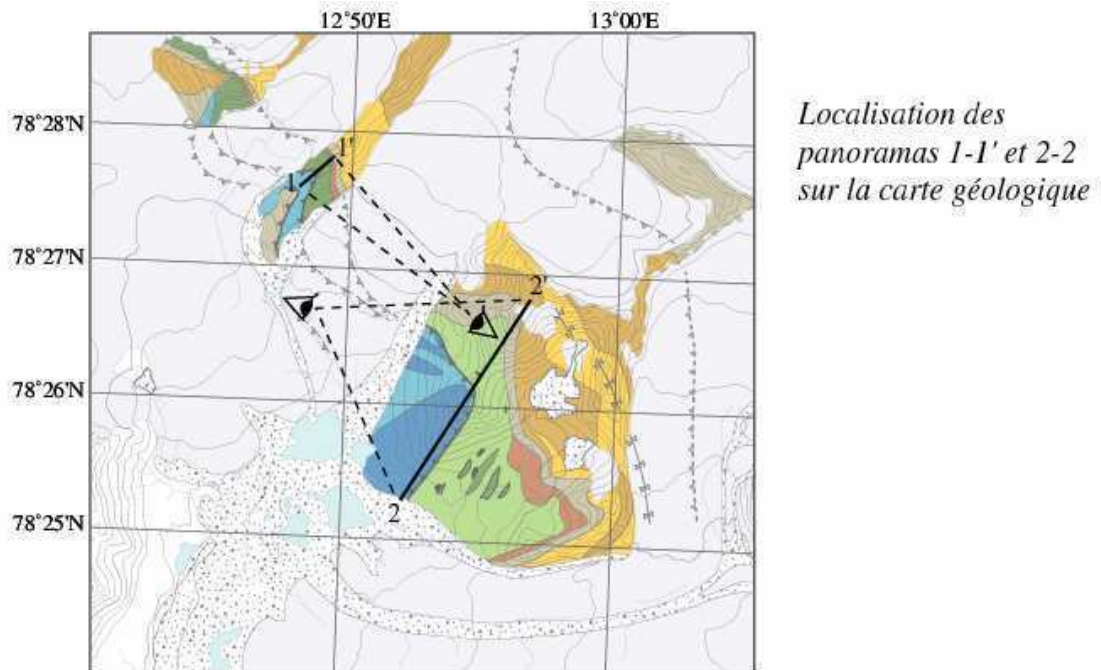 12°50'E
13°00'E
78°28'N
1'
1
78°27'N
2'
78°26'N
2
78°25'N
Localisation des
panoramas 1-1' et 2-2
sur la carte géologique